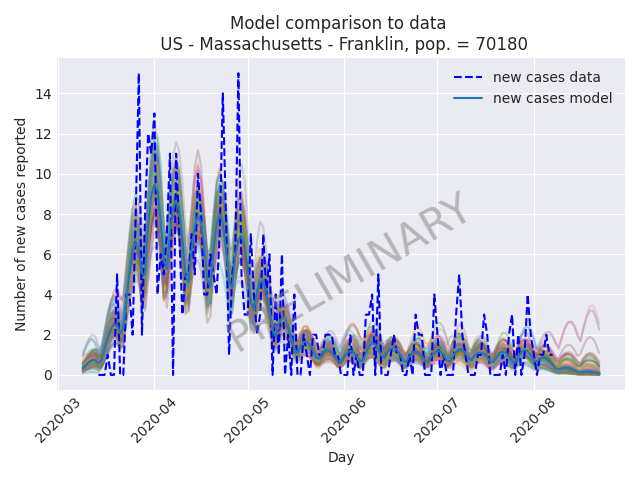 Model comparison to data
US - Massachusetts - Franklin, pop. = 70180
new cases data
new cases model
Number of new cases reported
14
12
10
8
6
4
2
0
PRELIMINARY
2020-03
2020-04
2020-05
2020-06
2020-07
2020-08
Day